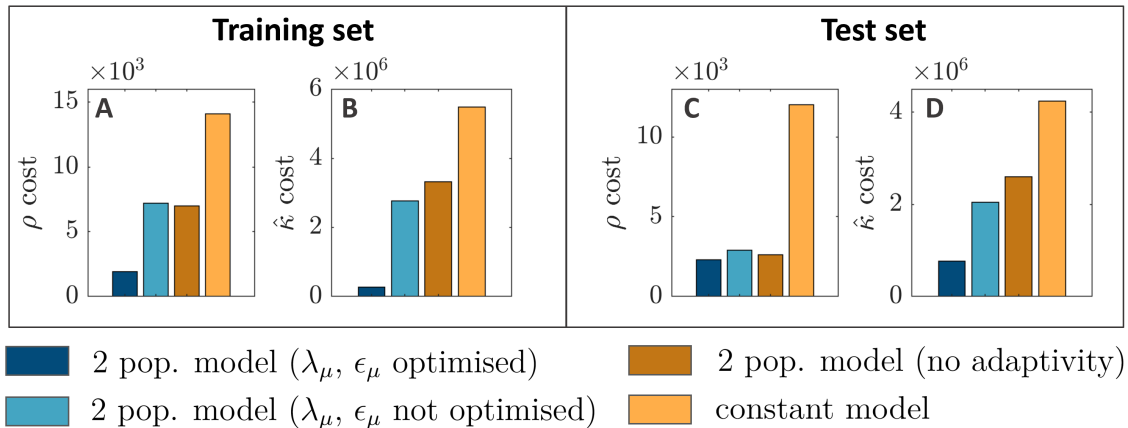 Training set
Test set
×10³
A
15
10
5
0
ρ cost
×10⁶
B
6
4
2
0
κ̂ cost
×10³
C
10
5
0
ρ cost
×10⁶
D
4
2
0
κ̂ cost
2 pop. model (λ_μ, ϵ_μ optimised)
2 pop. model (no adaptivity)
2 pop. model (λ_μ, ϵ_μ not optimised)
constant model